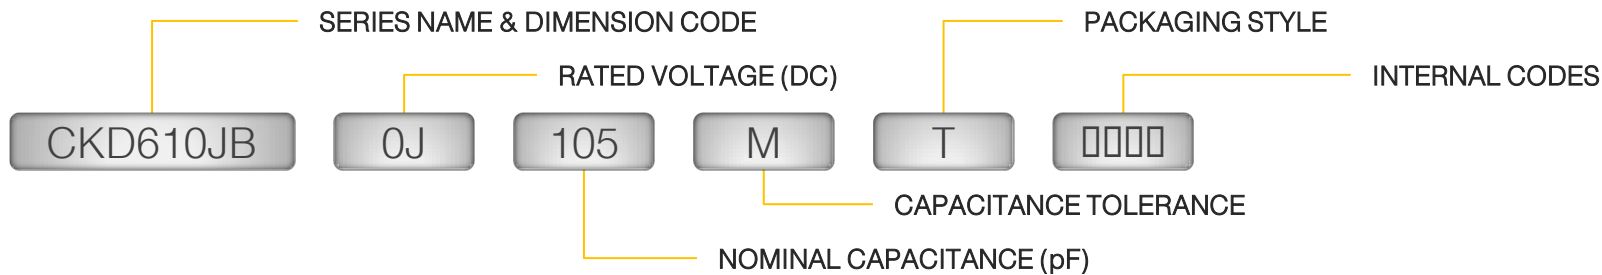 SERIES NAME & DIMENSION CODE
PACKAGING STYLE
RATED VOLTAGE (DC)
INTERNAL CODES
CKD610JB 0J 105 M T □□□□
CAPACITANCE TOLERANCE
NOMINAL CAPACITANCE (pF)